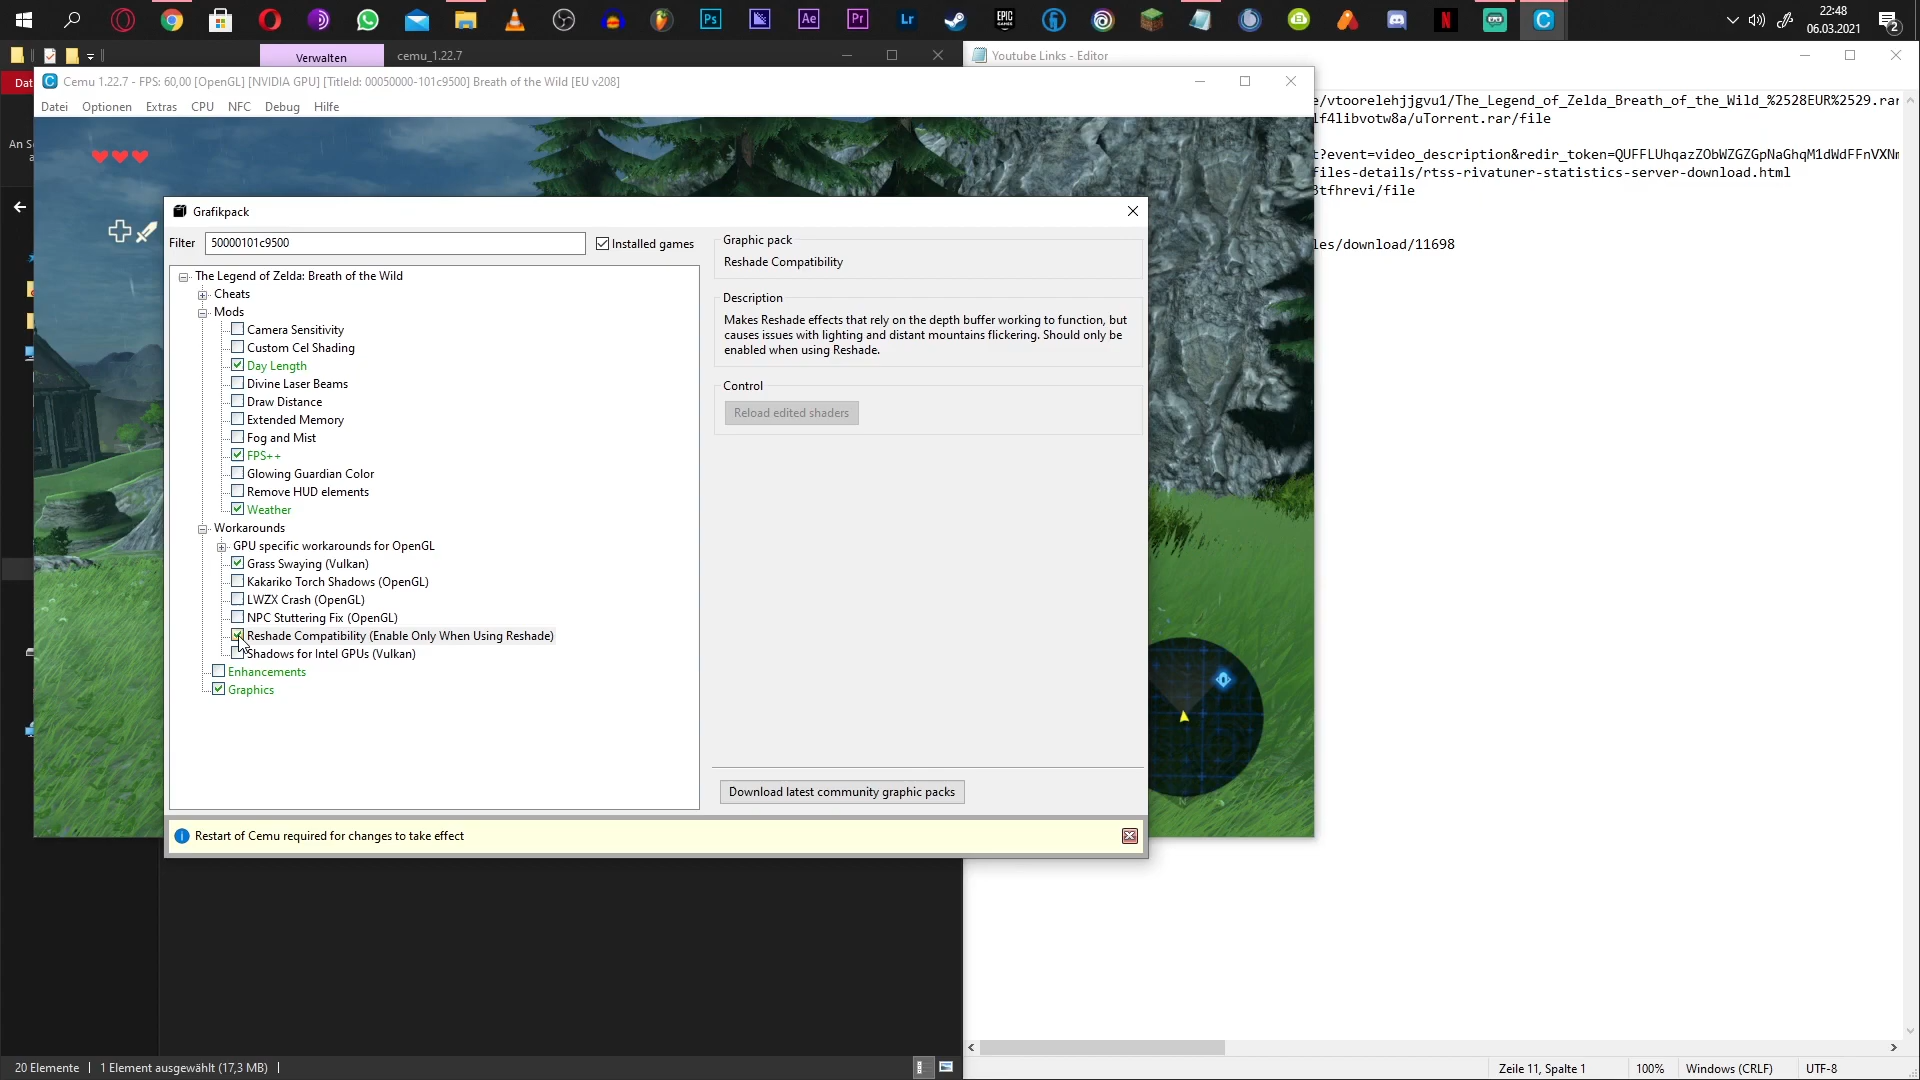 Ps
Ae
Pr
Lr
EPIC
GAMES
N
C
22:48
06.03.2021
2
Verwalten
cemu_1.22.7
Youtube Links - Editor
Dat
C Cemu 1.22.7 - FPS: 60,00 [OpenGL] [NVIDIA GPU] [TitleId: 00050000-101c9500] Breath of the Wild [EU v208]
Datei Optionen Extras CPU NFC Debug Hilfe
e/vtoorelehjjgvu1/The_Legend_of_Zelda_Breath_of_the_Wild_%2528EUR%2529.rar
lf4libvotw8a/uTorrent.rar/file
t?event=video_description&redir_token=QUFFLUhqazZObWZGZGpNaGhqM1dWdFFnVXNm
files-details/rtss-rivatuner-statistics-server-download.html
3tfhrevi/file
les/download/11698
An Sc
Grafikpack
Filter 50000101c9500 Installed games
The Legend of Zelda: Breath of the Wild
Cheats
Mods
Camera Sensitivity
Custom Cel Shading
Day Length
Divine Laser Beams
Draw Distance
Extended Memory
Fog and Mist
FPS++
Glowing Guardian Color
Remove HUD elements
Weather
Workarounds
GPU specific workarounds for OpenGL
Grass Swaying (Vulkan)
Kakariko Torch Shadows (OpenGL)
LWZX Crash (OpenGL)
NPC Stuttering Fix (OpenGL)
Reshade Compatibility (Enable Only When Using Reshade)
Shadows for Intel GPUs (Vulkan)
Enhancements
Graphics
Graphic pack
Reshade Compatibility
Description
Makes Reshade effects that rely on the depth buffer working to function, but
causes issues with lighting and distant mountains flickering. Should only be
enabled when using Reshade.
Control
Reload edited shaders
Download latest community graphic packs
Restart of Cemu required for changes to take effect
N
20 Elemente
1 Element ausgewählt (17,3 MB)
Zeile 11, Spalte 1
100%
Windows (CRLF)
UTF-8